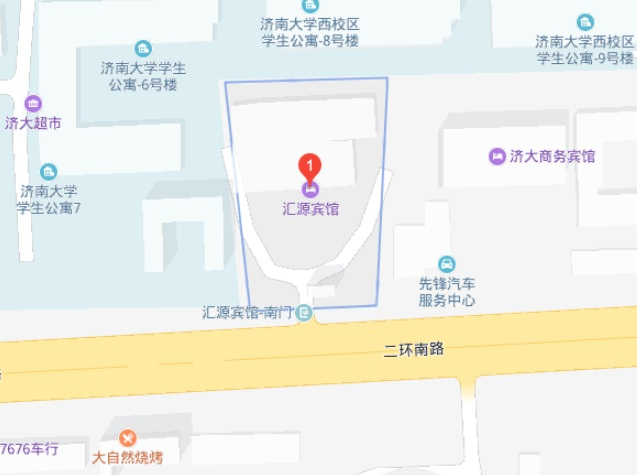 济南大学西校区
学生公寓-8号楼
济南大学西校区
学生公寓-9号楼
济南大学学生
公寓-6号楼
济大超市
1
济大商务宾馆
济南大学
学生公寓7
汇源宾馆
先锋汽车
服务中心
汇源宾馆-南门
二环南路
7676车行
大自然烧烤